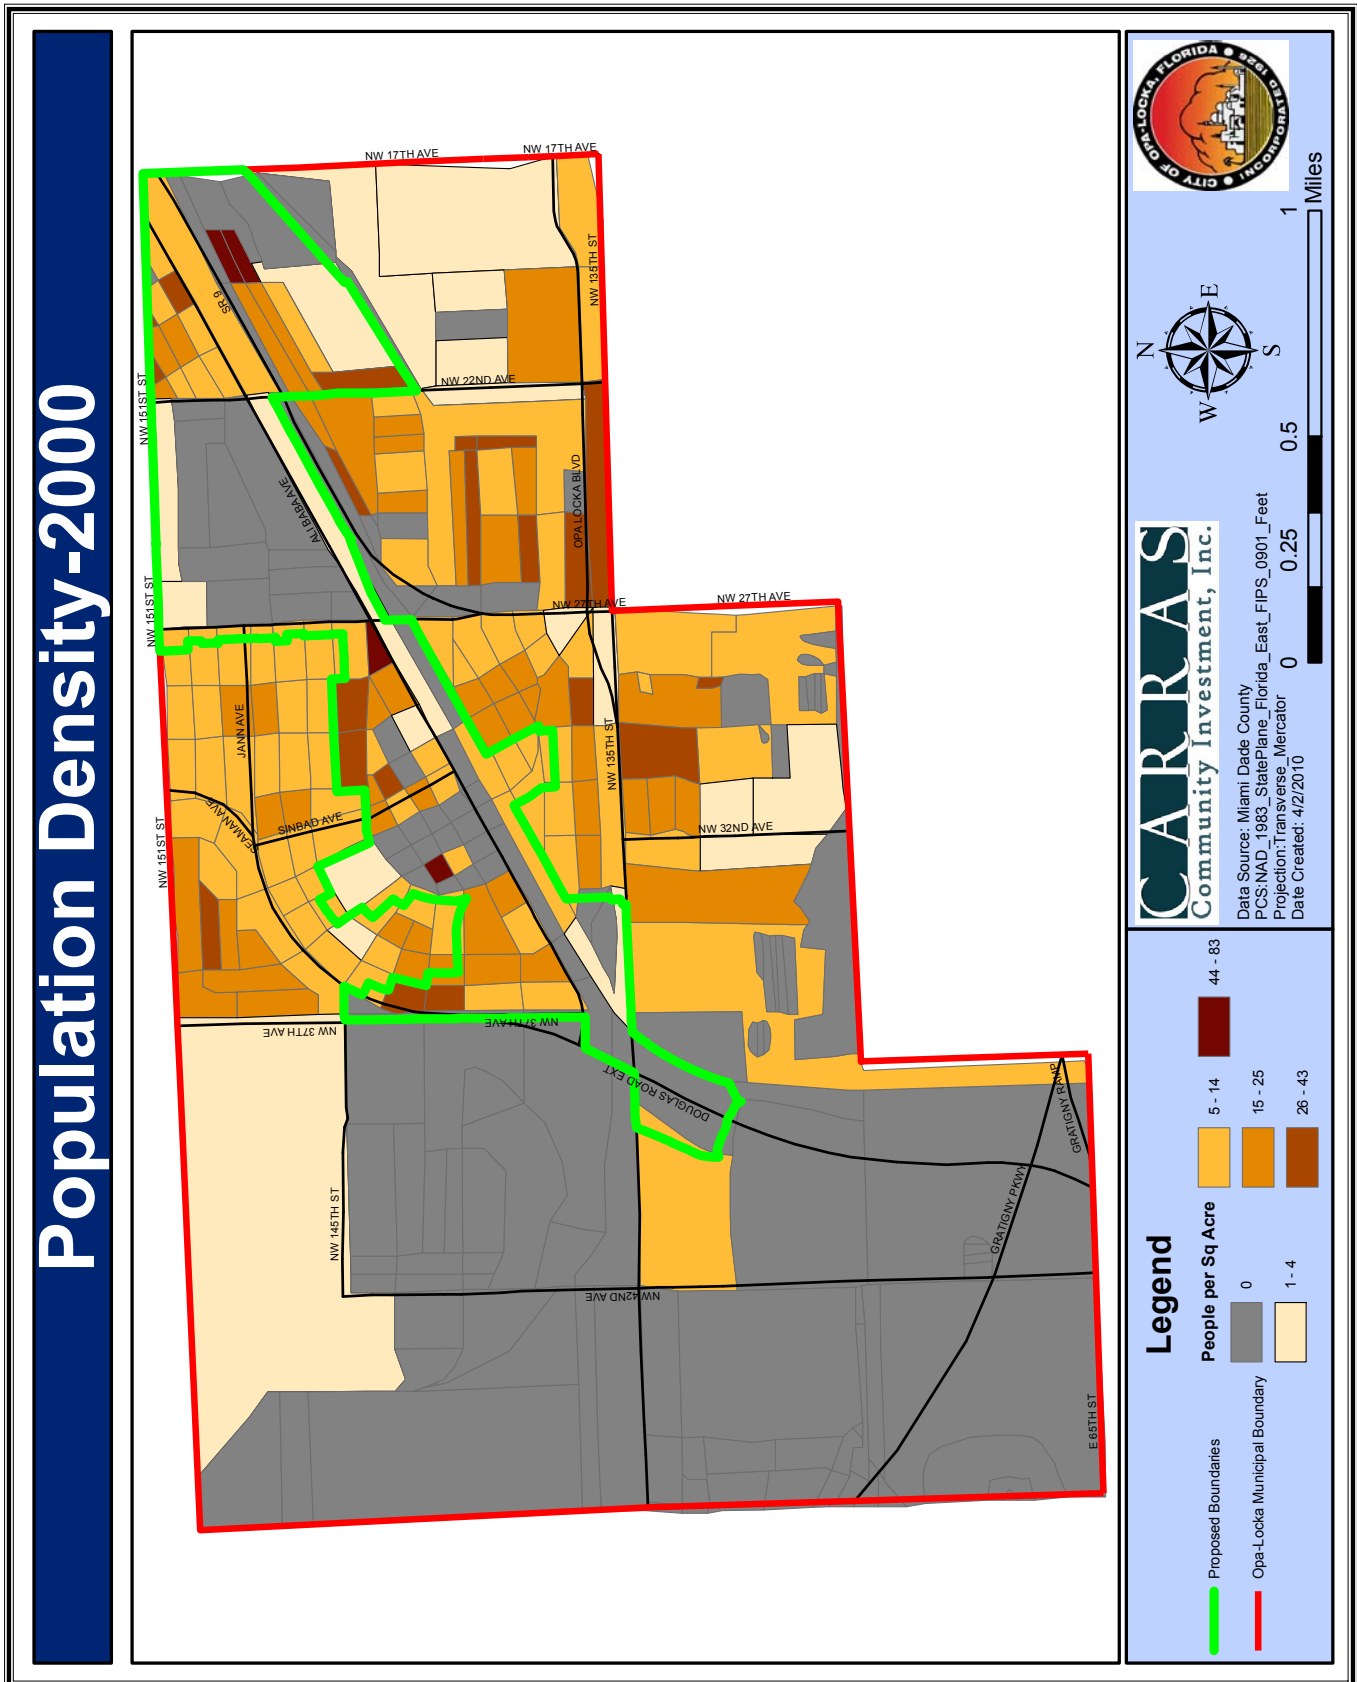 Population Density-2000
NW 17TH AVE
NW 17TH AVE
NW 135TH ST
SR 9
NW 22ND AVE
NW 151ST ST
ALI BABA AVE
OPA LOCKA BLVD
NW 151ST ST
NW 27TH AVE
NW 27TH AVE
JANN AVE
NW 135TH ST
SEAMAN AVE
SINBAD AVE
NW 32ND AVE
NW 151ST ST
NW 37TH AVE
NW 37TH AVE
DOUGLAS ROAD EXT
GRATIGNY RAMP
NW 145TH ST
GRATIGNY PKWY
NW 42ND AVE
E 65TH ST
Legend
Proposed Boundaries
Opa-Locka Municipal Boundary
People per Sq Acre
0
1 - 4
5 - 14
15 - 25
26 - 43
44 - 83
CARRAS
Community Investment, Inc.
Data Source: Miami Dade County
PCS:NAD_1983_StatePlane_Florida_East_FIPS_0901_Feet
Projection:Transverse_Mercator
Date Created: 4/2/2010
N
E
S
W
0 0.25 0.5 1
Miles
CITY OF OPA-LOCKA, FLORIDA
INCORPORATED 1926